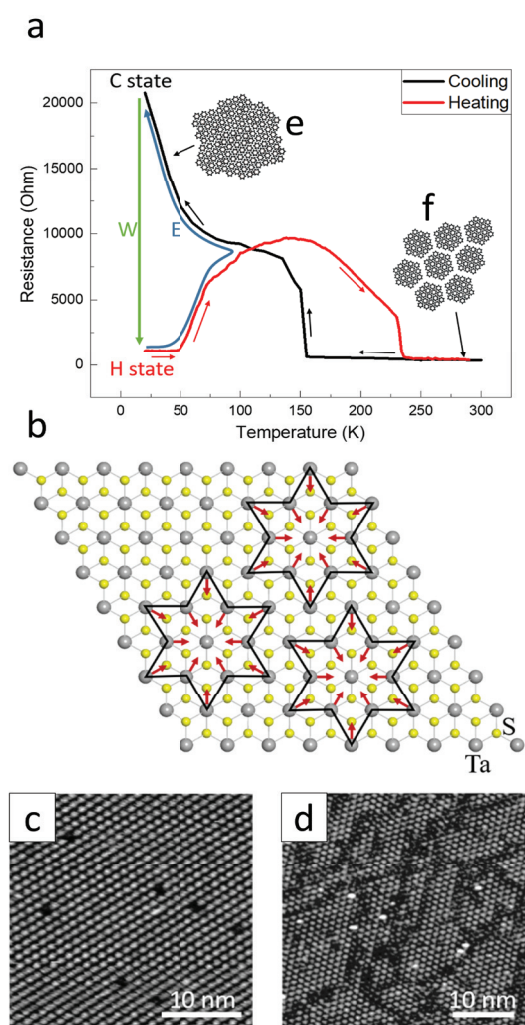 a
C state
Cooling
Heating
20000
15000
10000
5000
0
Resistance (Ohm)
W
E
e
f
H state
0
50
100
150
200
250
300
Temperature (K)
b
S
Ta
c
d
10 nm
10 nm